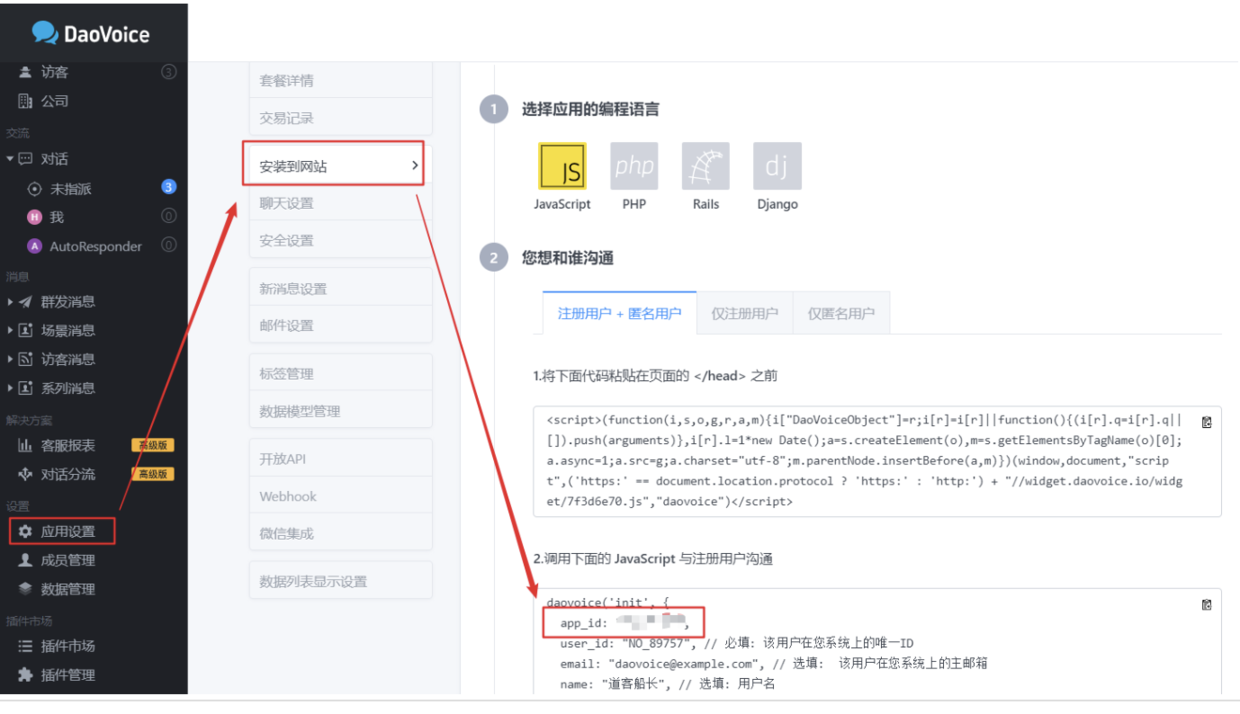 DaoVoice
访客 3
公司
交流
对话
未指派 3
H 我 0
A AutoResponder 0
消息
群发消息
场景消息
访客消息
系列消息
解决方案
客服报表 高级版
对话分流 高级版
设置
应用设置
成员管理
数据管理
插件市场
插件市场
插件管理
套餐详情
交易记录
安装到网站
聊天设置
安全设置
新消息设置
邮件设置
标签管理
数据模型管理
开放API
Webhook
微信集成
数据列表显示设置
1 选择应用的编程语言
JS php dj
JavaScript PHP Rails Django
2 您想和谁沟通
注册用户 + 匿名用户 仅注册用户 仅匿名用户
1.将下面代码粘贴在页面的 </head> 之前
<script>(function(i,s,o,g,r,a,m){i["DaoVoiceObject"]=r;i[r]=i[r]||function(){(i[r].q=i[r].q||
[]).push(arguments)},i[r].l=1*new Date();a=s.createElement(o),m=s.getElementsByTagName(o)[0];
a.async=1;a.src=g;a.charset="utf-8";m.parentNode.insertBefore(a,m)})(window,document,"scrip
t",('https:' == document.location.protocol ? 'https:' : 'http:') + "//widget.daovoice.io/widg
et/7f3d6e70.js","daovoice")</script>
2.调用下面的 JavaScript 与注册用户沟通
daovoice('init', {
app_id: ,
user_id: "NO_89757", // 必填: 该用户在您系统上的唯一ID
email: "daovoice@example.com", // 选填: 该用户在您系统上的主邮箱
name: "道客船长", // 选填: 用户名